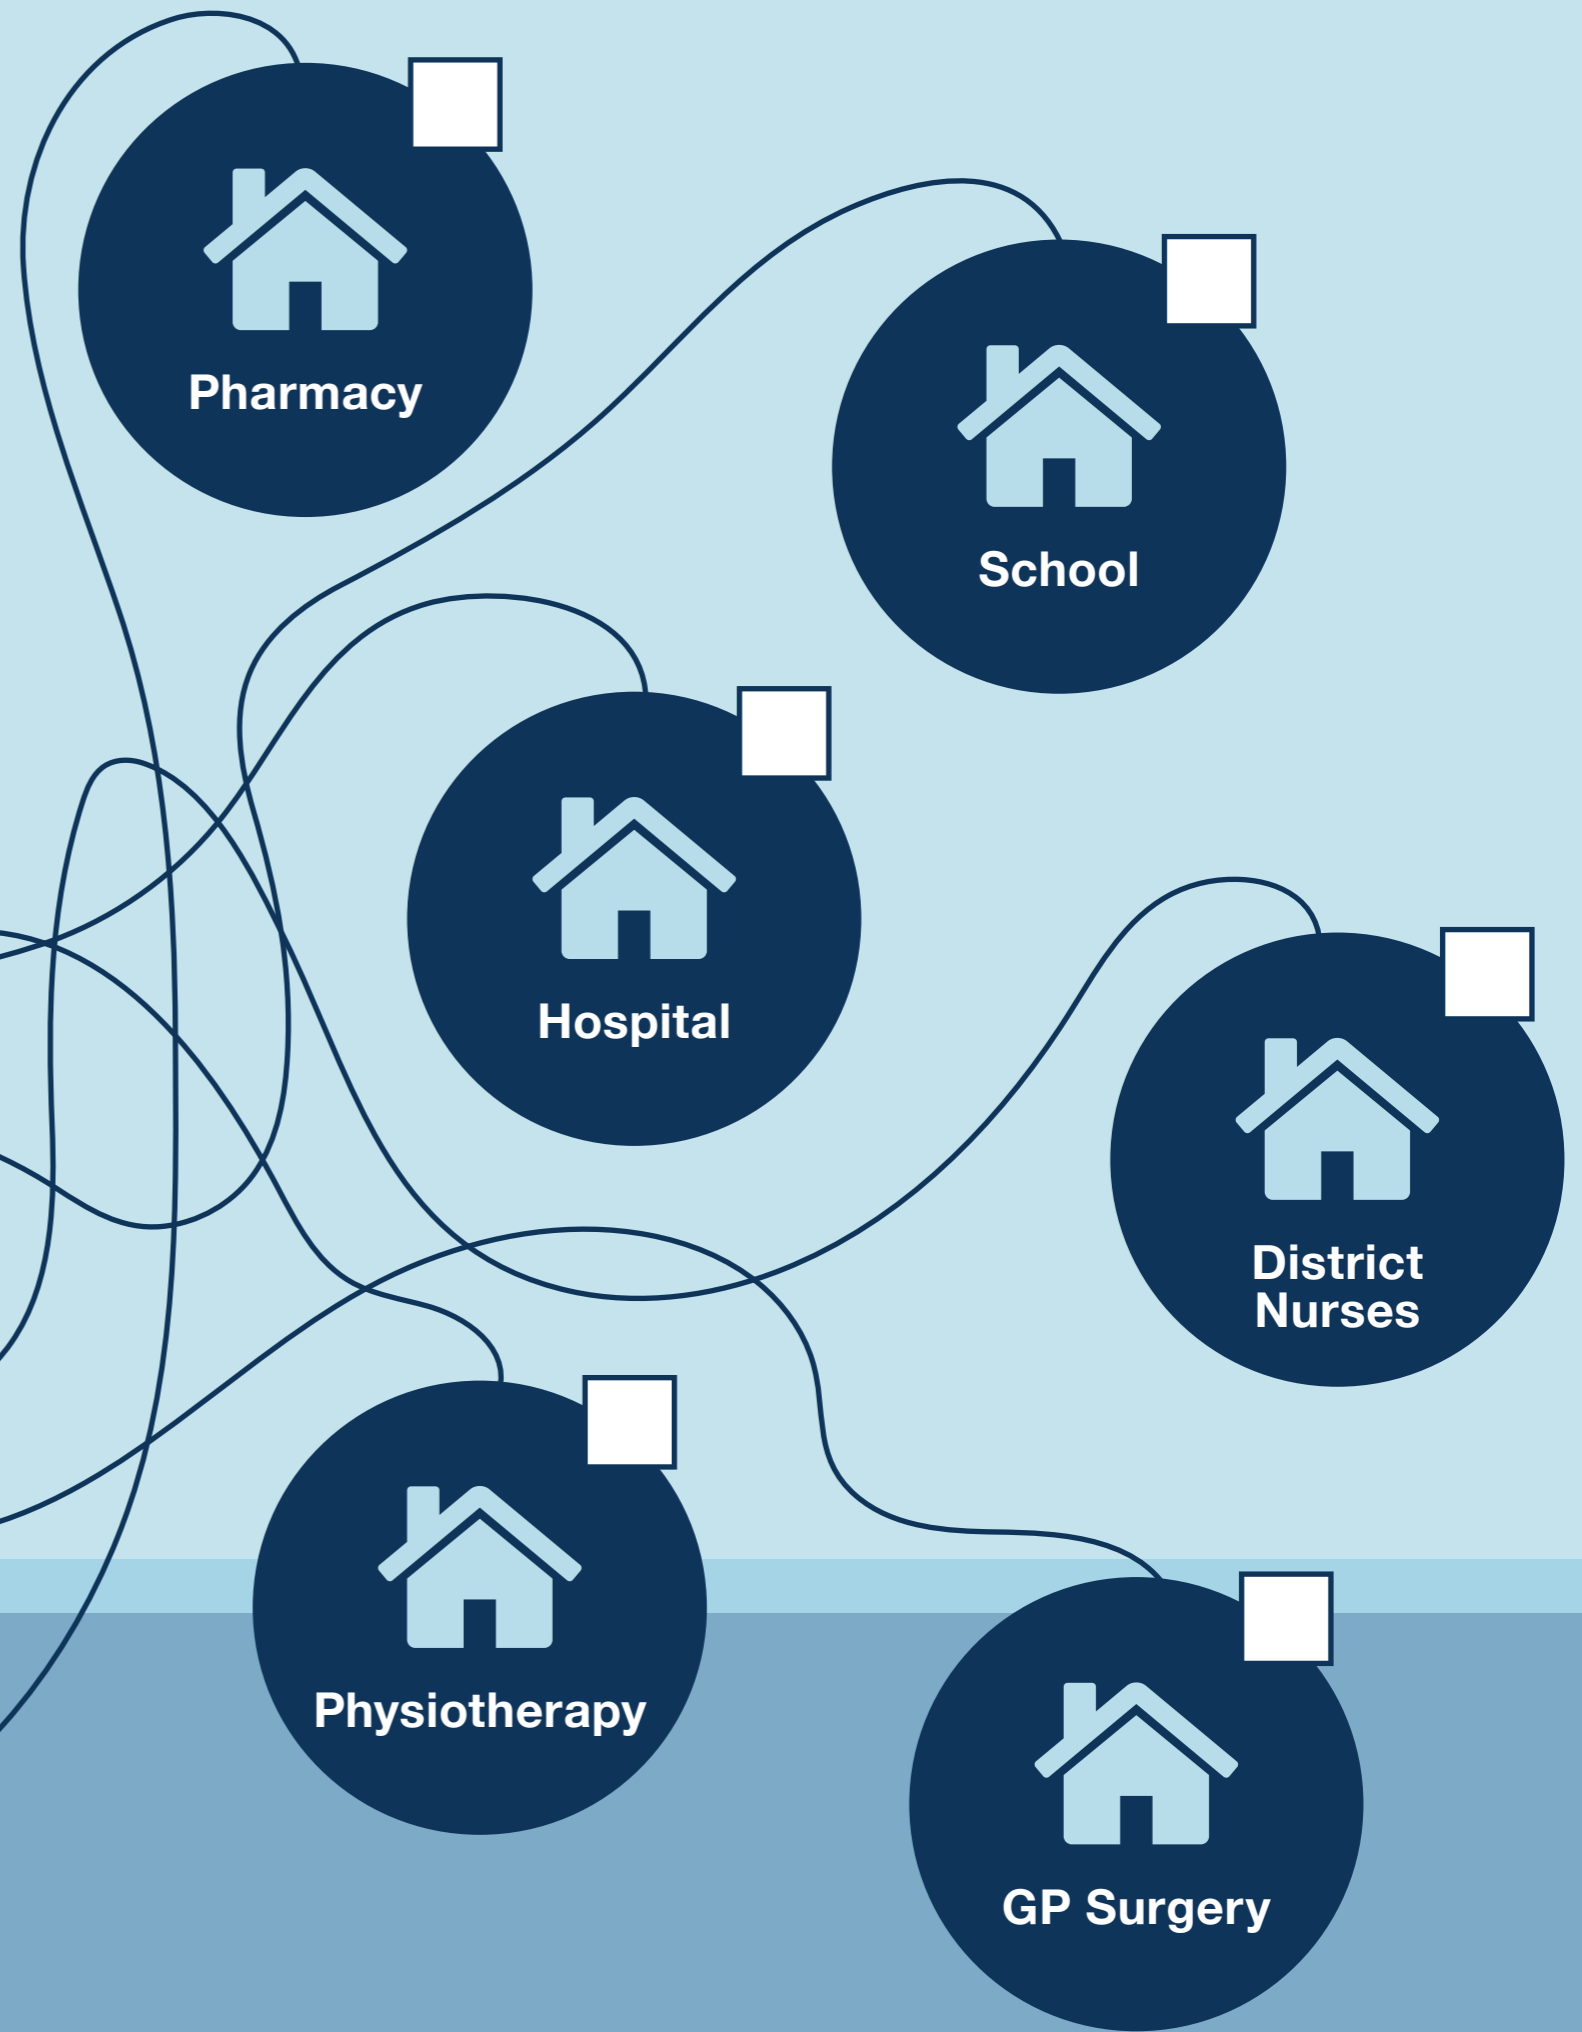 Pharmacy
School
Hospital
District
Nurses
Physiotherapy
GP Surgery